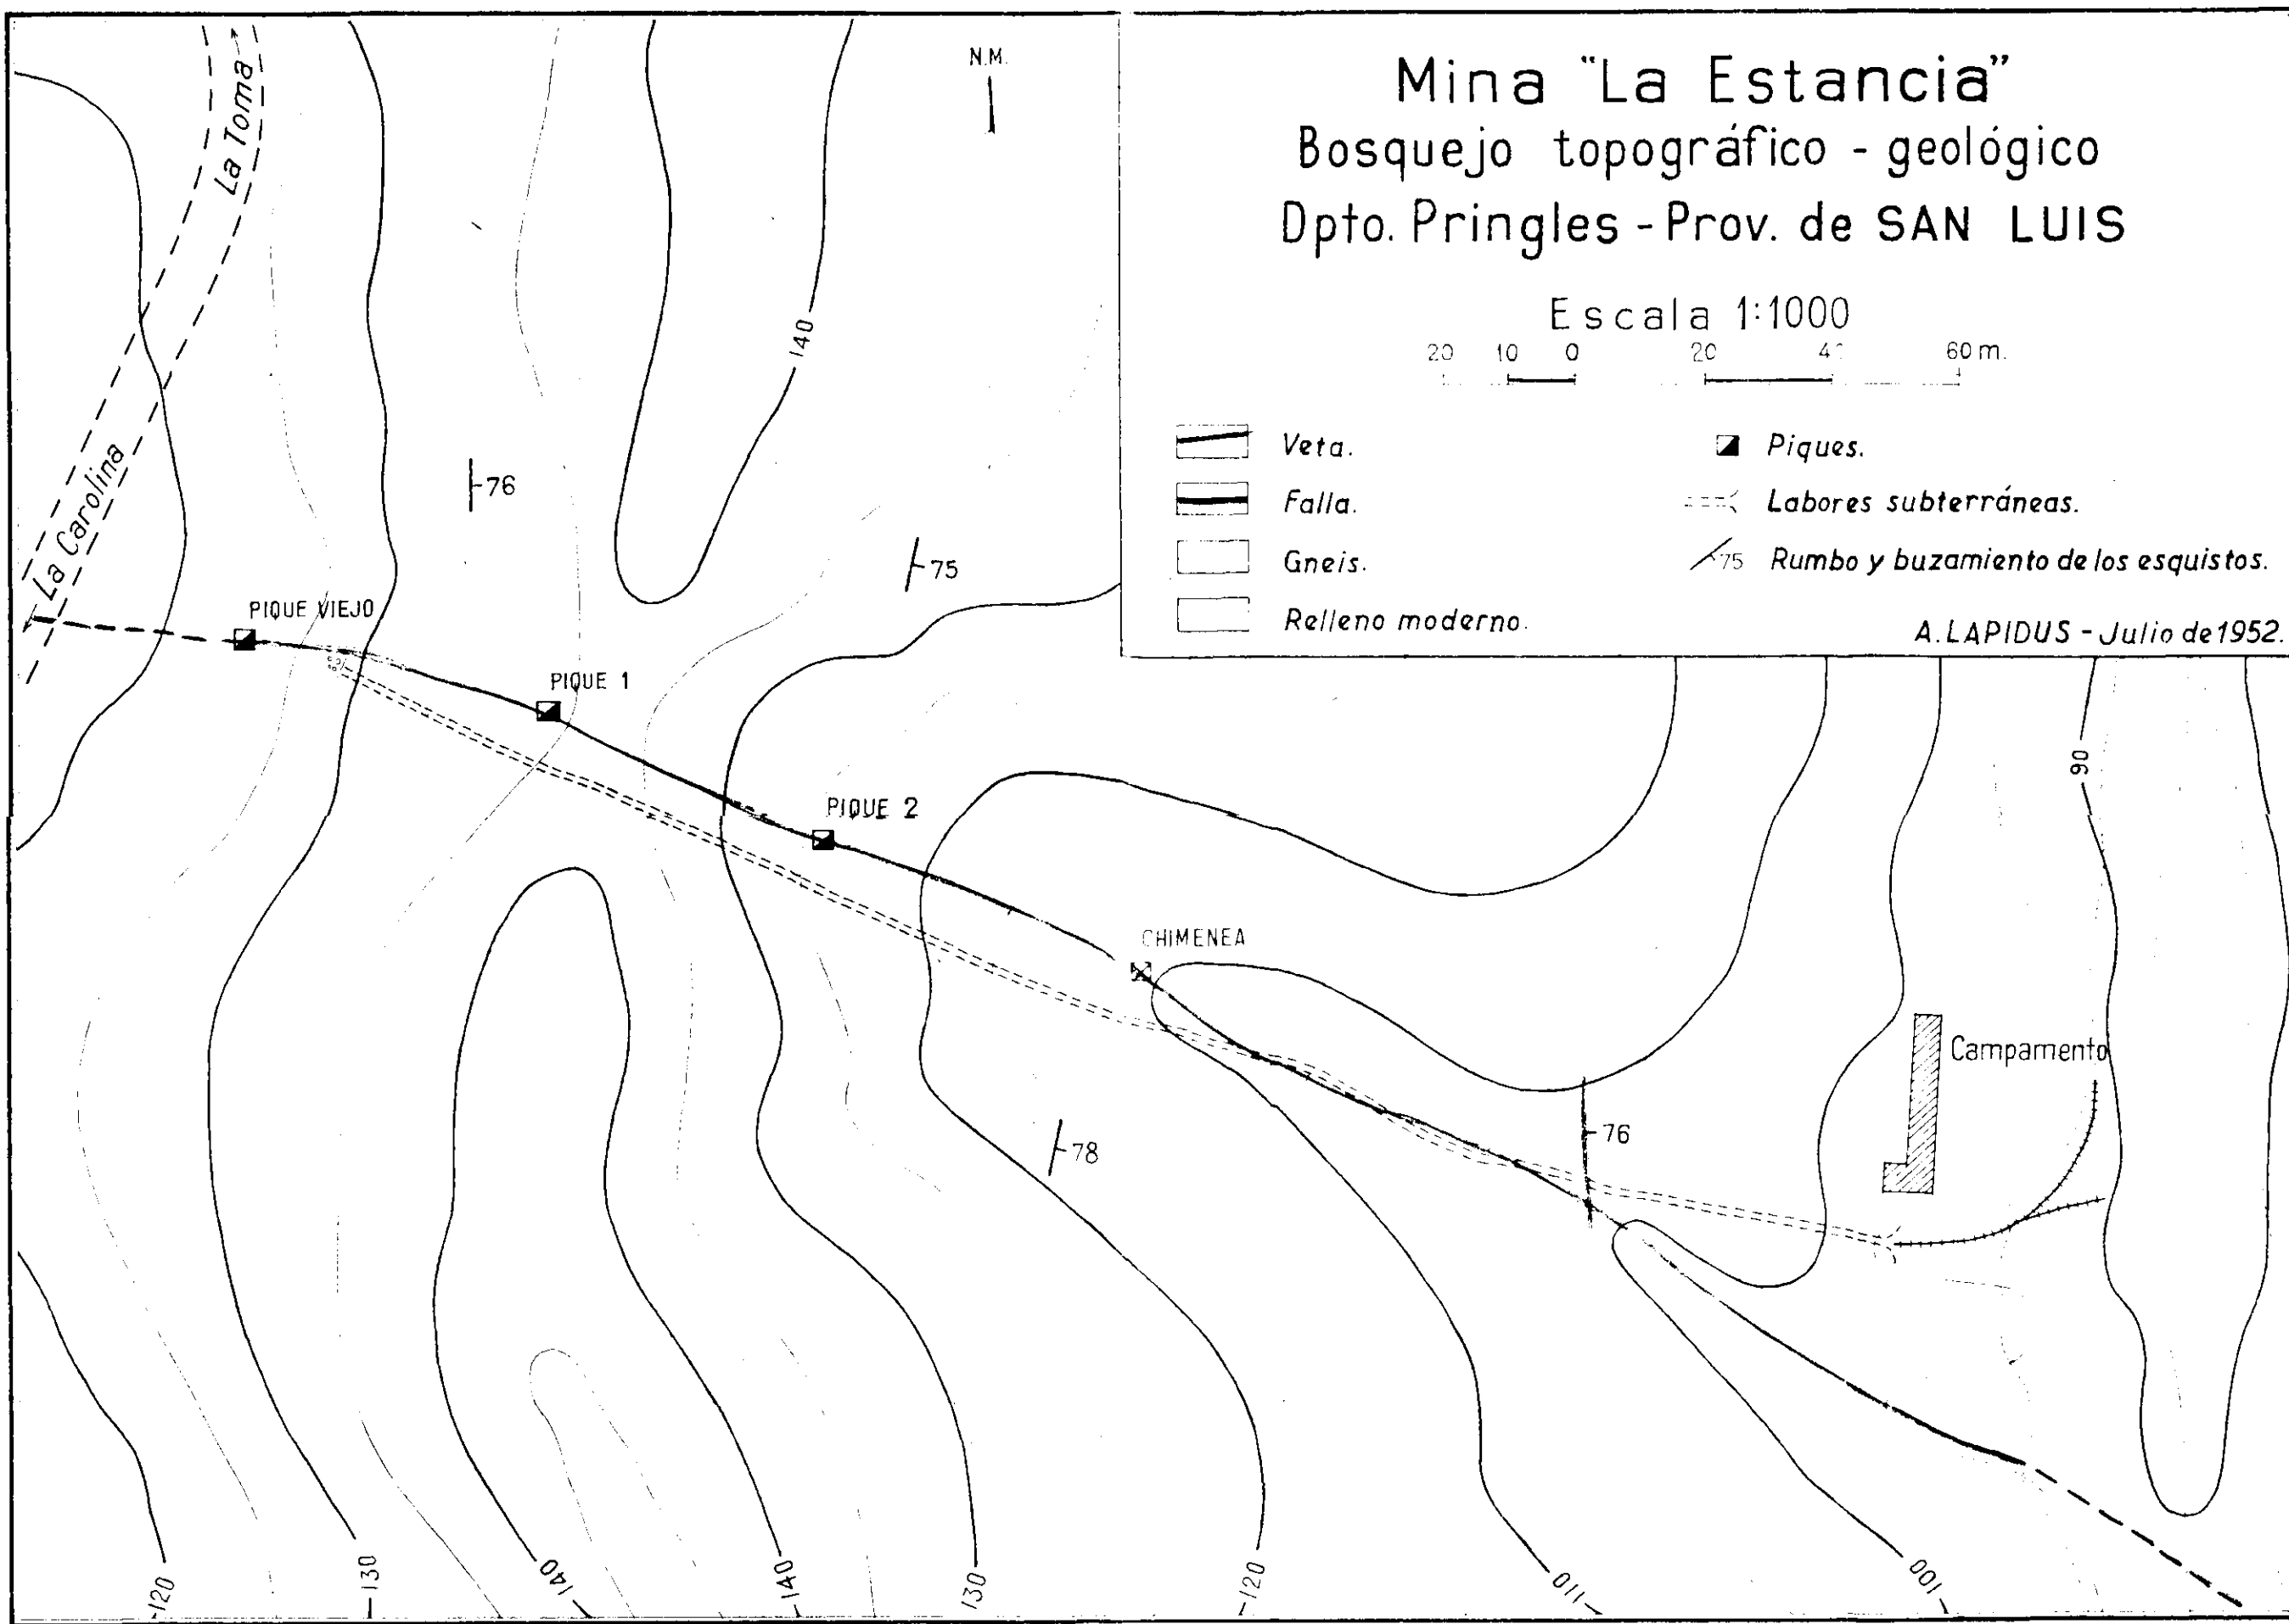 Mina "La Estancia"
Bosquejo topográfico - geológico
Dpto. Pringles - Prov. de SAN LUIS
Escala 1:1000
20 10 0 20 60 m.
Veta.
Falla.
Gneis.
Relleno moderno.
Piques.
Labores subterráneas.
75 Rumbo y buzamiento de los esquistos.
A. LAPIDUS - Julio de 1952.
N.M.
La Toma
La Carolina
140
76
75
PIQUE VIEJO
PIQUE 1
PIQUE 2
CHIMENEA
90
Campamento
76
78
120
130
140
140
130
120
110
100